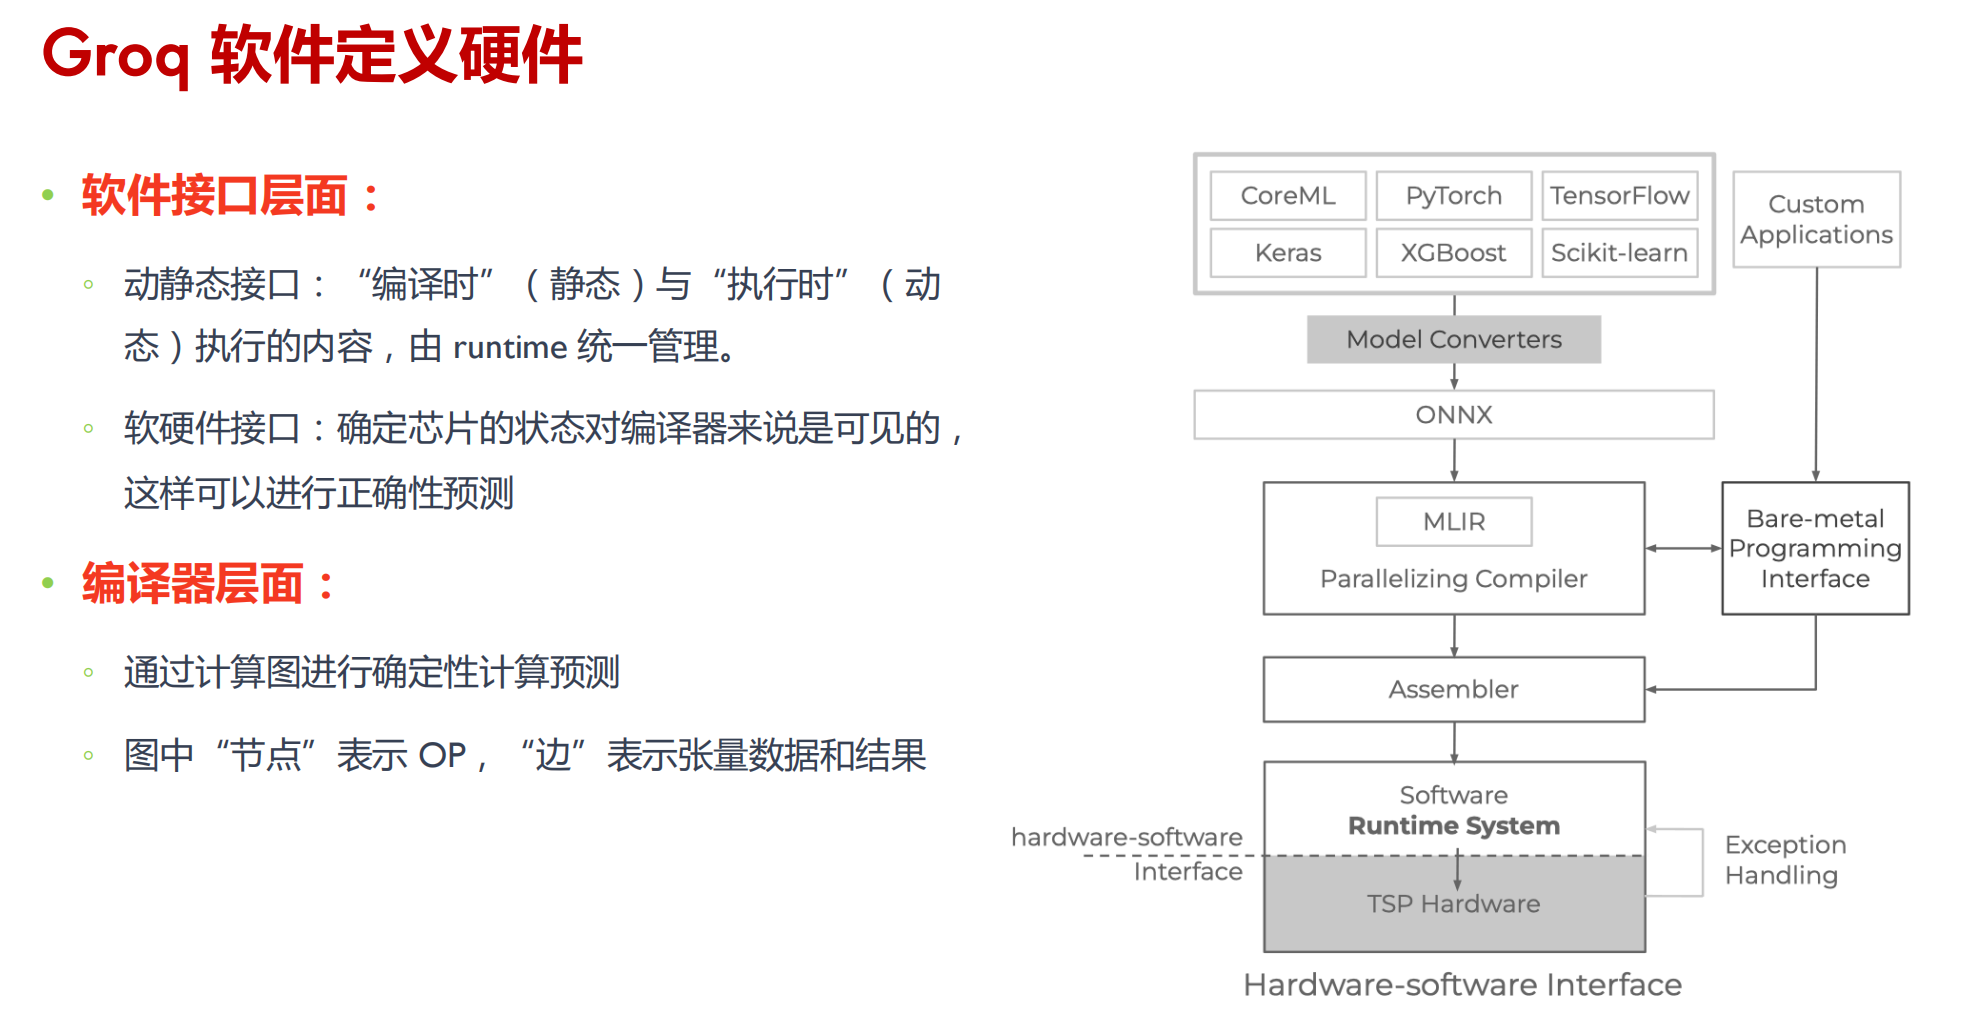 Groq 软件定义硬件
• 软件接口层面：
◦ 动静态接口：“编译时”（静态）与“执行时”（动
态）执行的内容，由 runtime 统一管理。
◦ 软硬件接口：确定芯片的状态对编译器来说是可见的，
这样可以进行正确性预测
• 编译器层面：
◦ 通过计算图进行确定性计算预测
◦ 图中“节点”表示 OP，“边”表示张量数据和结果
CoreML
PyTorch
TensorFlow
Keras
XGBoost
Scikit-learn
Custom
Applications
Model Converters
ONNX
MLIR
Parallelizing Compiler
Bare-metal
Programming
Interface
Assembler
Software
Runtime System
hardware-software
Interface
TSP Hardware
Exception
Handling
Hardware-software Interface